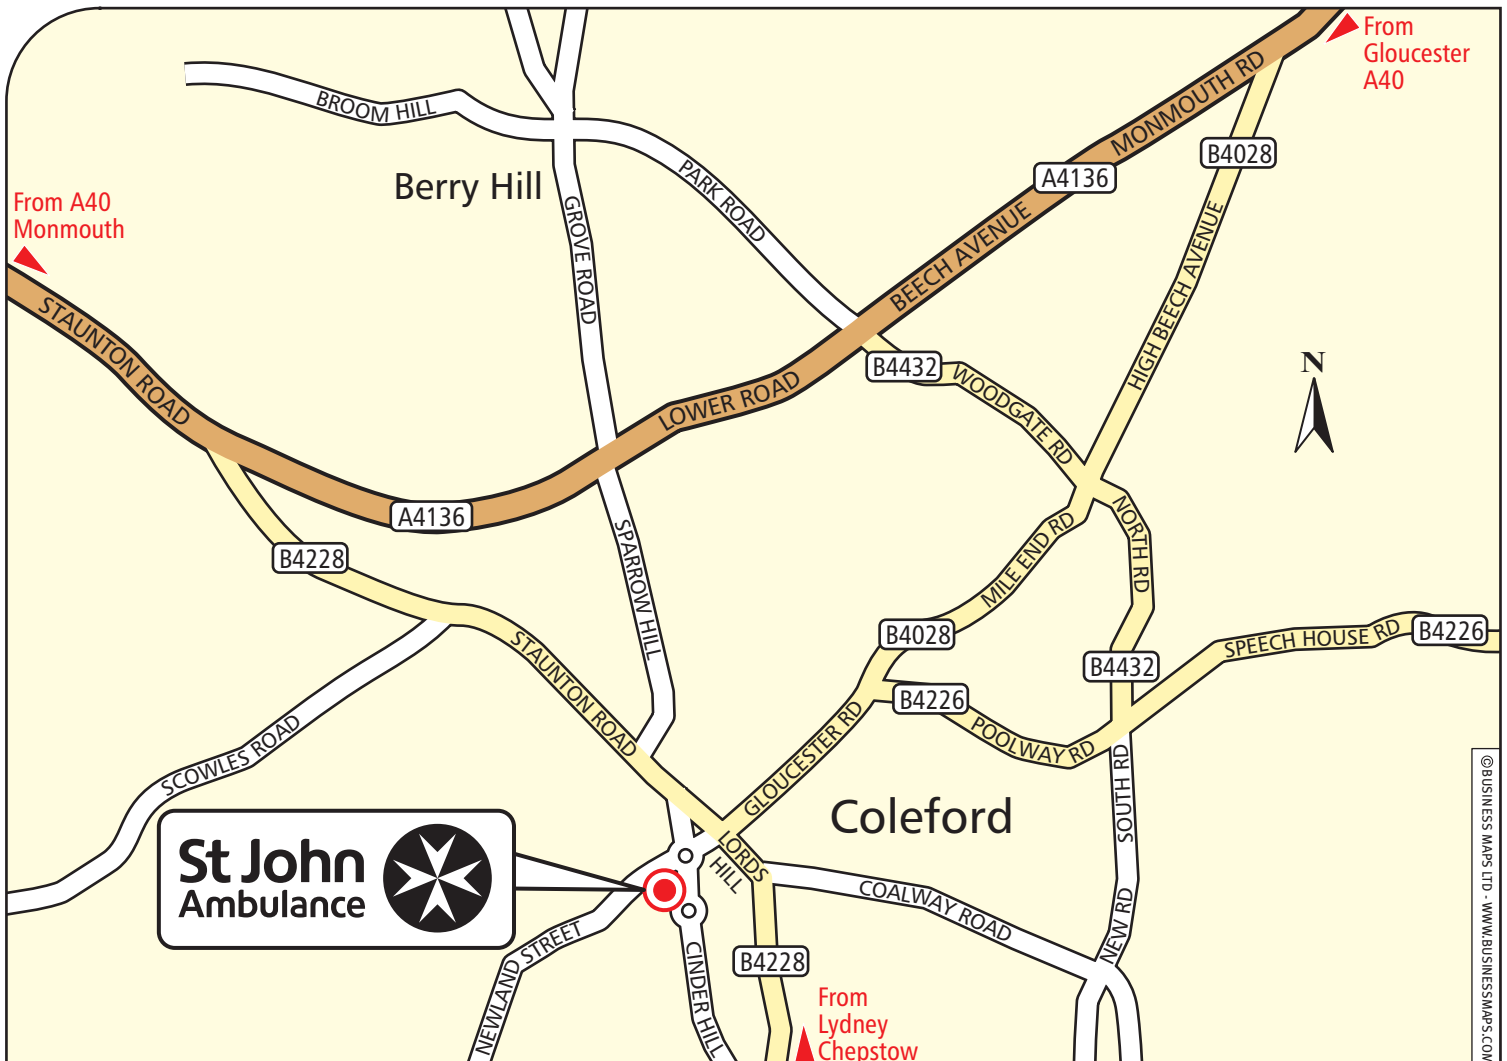 From
Gloucester
A40
MONMOUTH RD
BROOM HILL
B4028
PARK ROAD
A4136
Berry Hill
From A40
Monmouth
GROVE ROAD
BEECH AVENUE
HIGH BEECH AVENUE
STAUNTON ROAD
N
B4432
WOODGATE RD
LOWER ROAD
A4136
NORTH RD
MILE END RD
SPARROW HILL
B4228
B4028
SPEECH HOUSE RD
B4226
STAUNTON ROAD
B4432
B4226
POOLWAY RD
GLOUCESTER RD
SCOWLES ROAD
SOUTH RD
Coleford
LORDS
HILL
St John
Ambulance
COALWAY ROAD
NEW RD
NEWLAND STREET
CINDER HILL
B4228
From
Lydney
Chepstow
©BUSINESS MAPS LTD - WWW.BUSINESSMAPS.COM